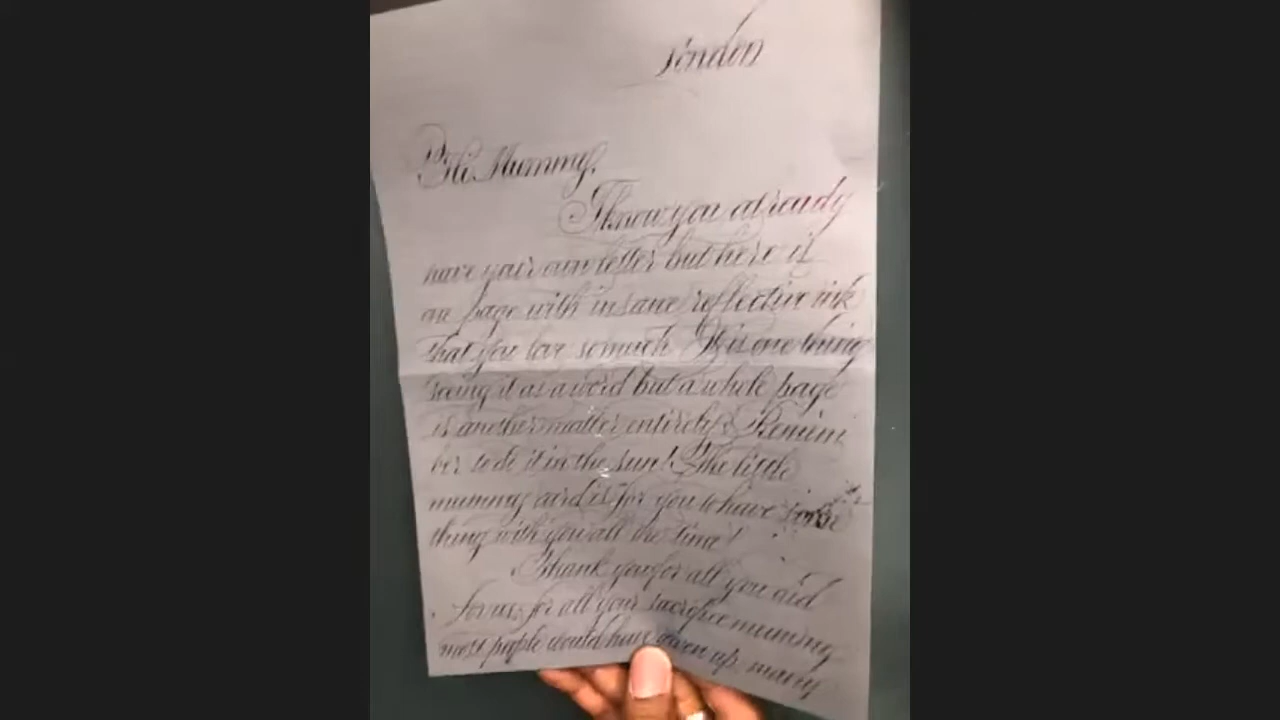 London
Hi Mummy,
I know you already
have your own letter but here is
one page with insane reflective ink
that you love so much. It is one thing
seeing it as a word but a whole page
is another matter entirely! Remem
ber to see it in the sun! The little
mummy card is for you to have some
thing with you all the time!
Thank you for all you did
for us, for all your sacrifice mummy
most people would have given up many